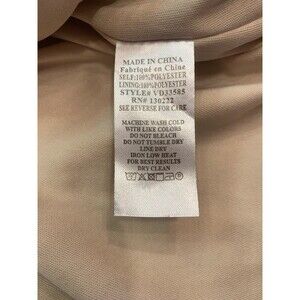 MADE IN CHINA
Fabriqué en Chine
SELF:100%POLYESTER
LINING:100%POLYESTER
STYLE# VD33585
RN# 130222
SEE REVERSE FOR CARE
MACHINE WASH COLD
WITH LIKE COLORS
DO NOT BLEACH
DO NOT TUMBLE DRY
LINE DRY
IRON LOW HEAT
FOR BEST RESULTS
DRY CLEAN